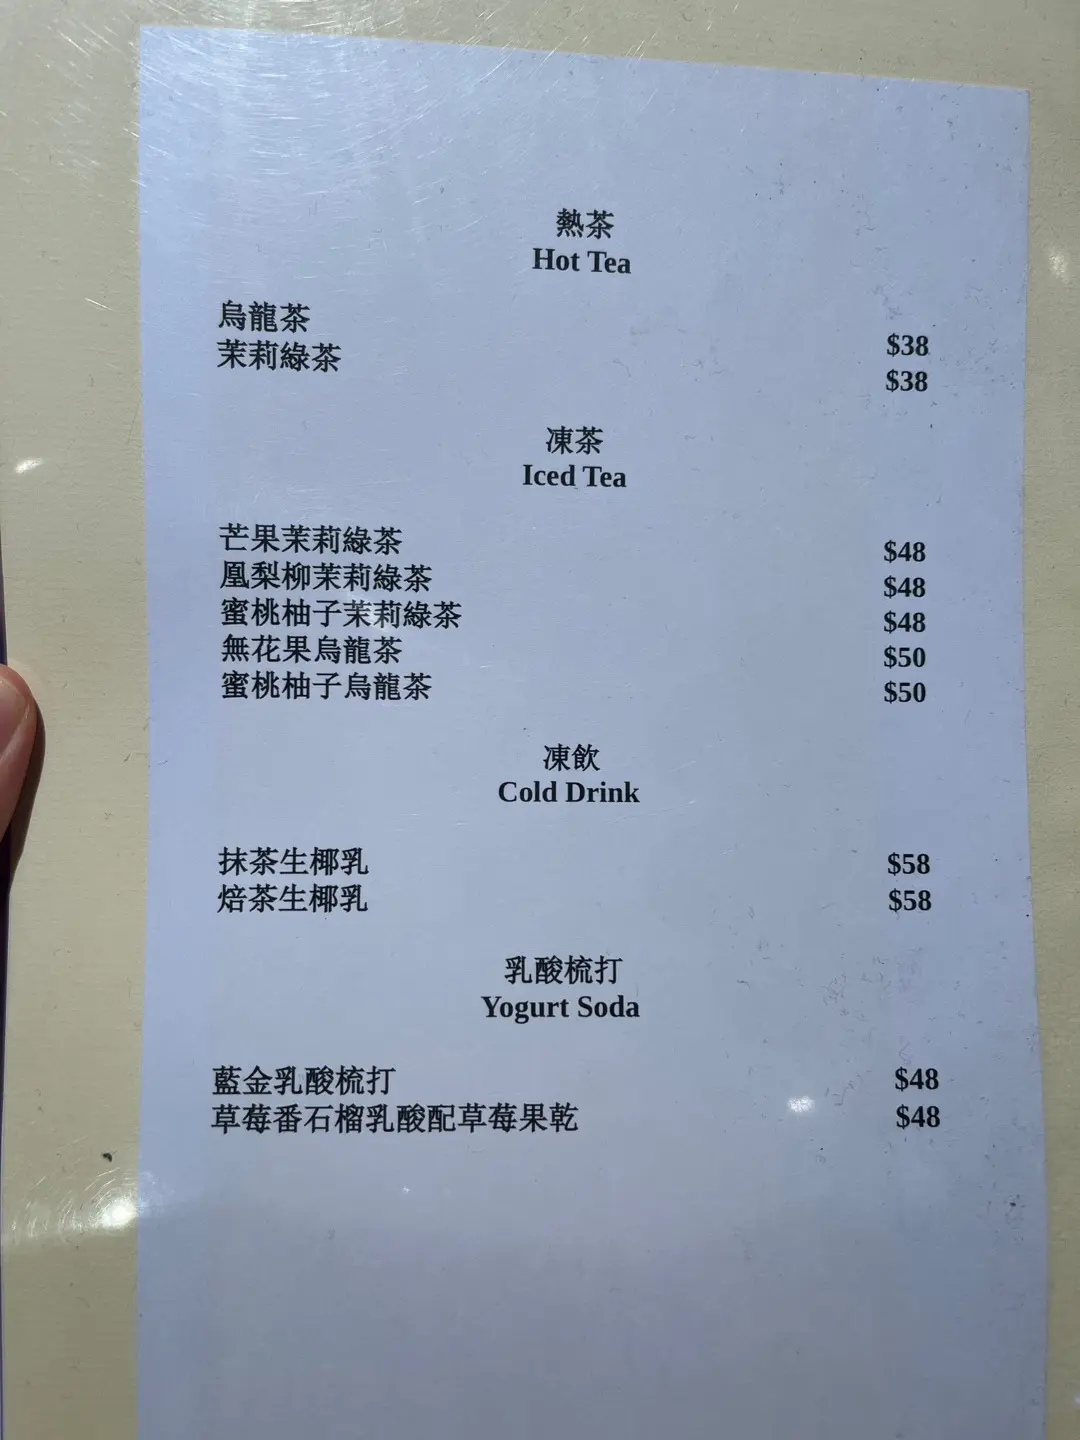 熱茶
Hot Tea
烏龍茶 $38
茉莉綠茶 $38
凍茶
Iced Tea
芒果茉莉綠茶 $48
凰梨柳茉莉綠茶 $48
蜜桃柚子茉莉綠茶 $48
無花果烏龍茶 $50
蜜桃柚子烏龍茶 $50
凍飲
Cold Drink
抹茶生椰乳 $58
焙茶生椰乳 $58
乳酸梳打
Yogurt Soda
藍金乳酸梳打 $48
草莓番石榴乳酸配草莓果乾 $48